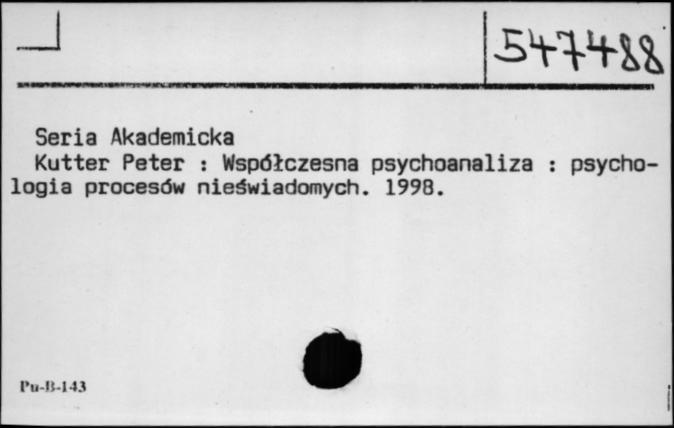 547488
Seria Akademicka
Kutter Peter : Współczesna psychoanaliza : psycho-
logia procesów nieświadomych. 1998.
Pu-B-143